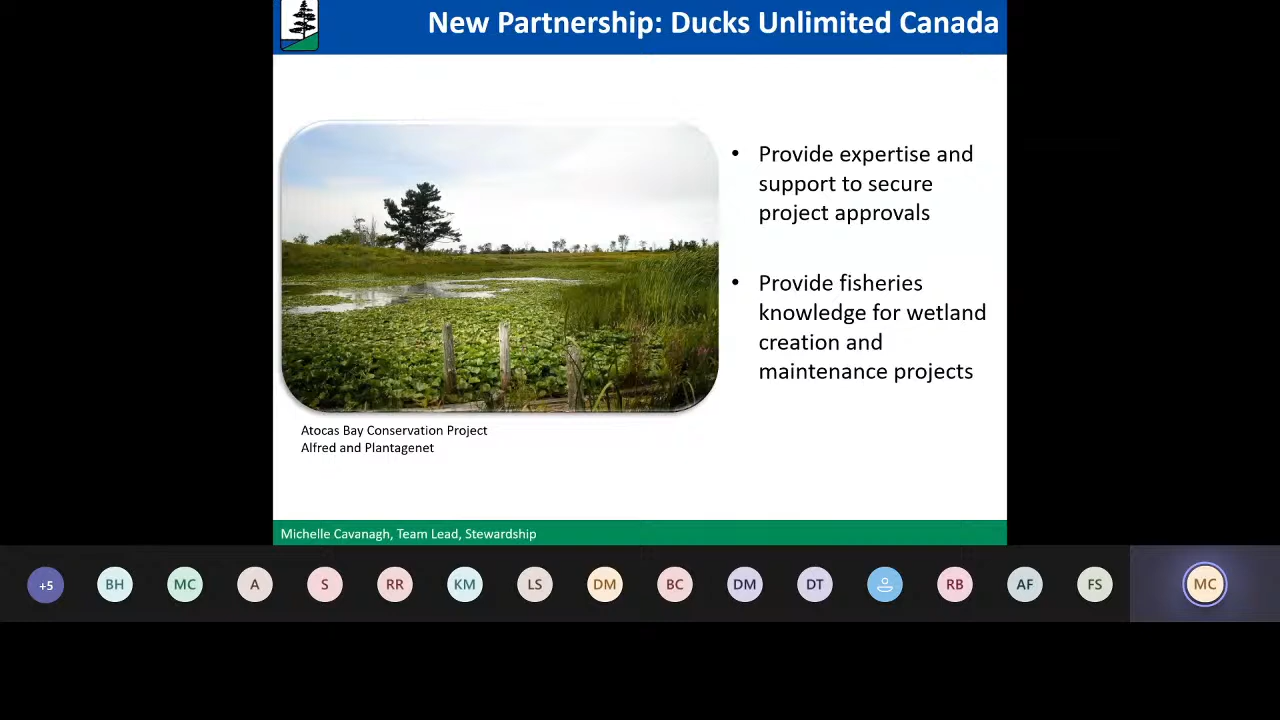 New Partnership: Ducks Unlimited Canada
• Provide expertise and
support to secure
project approvals
• Provide fisheries
knowledge for wetland
creation and
maintenance projects
Atocas Bay Conservation Project
Alfred and Plantagenet
Michelle Cavanagh, Team Lead, Stewardship
+5 BH MC A S RR KM LS DM BC DM DT RB AF FS MC